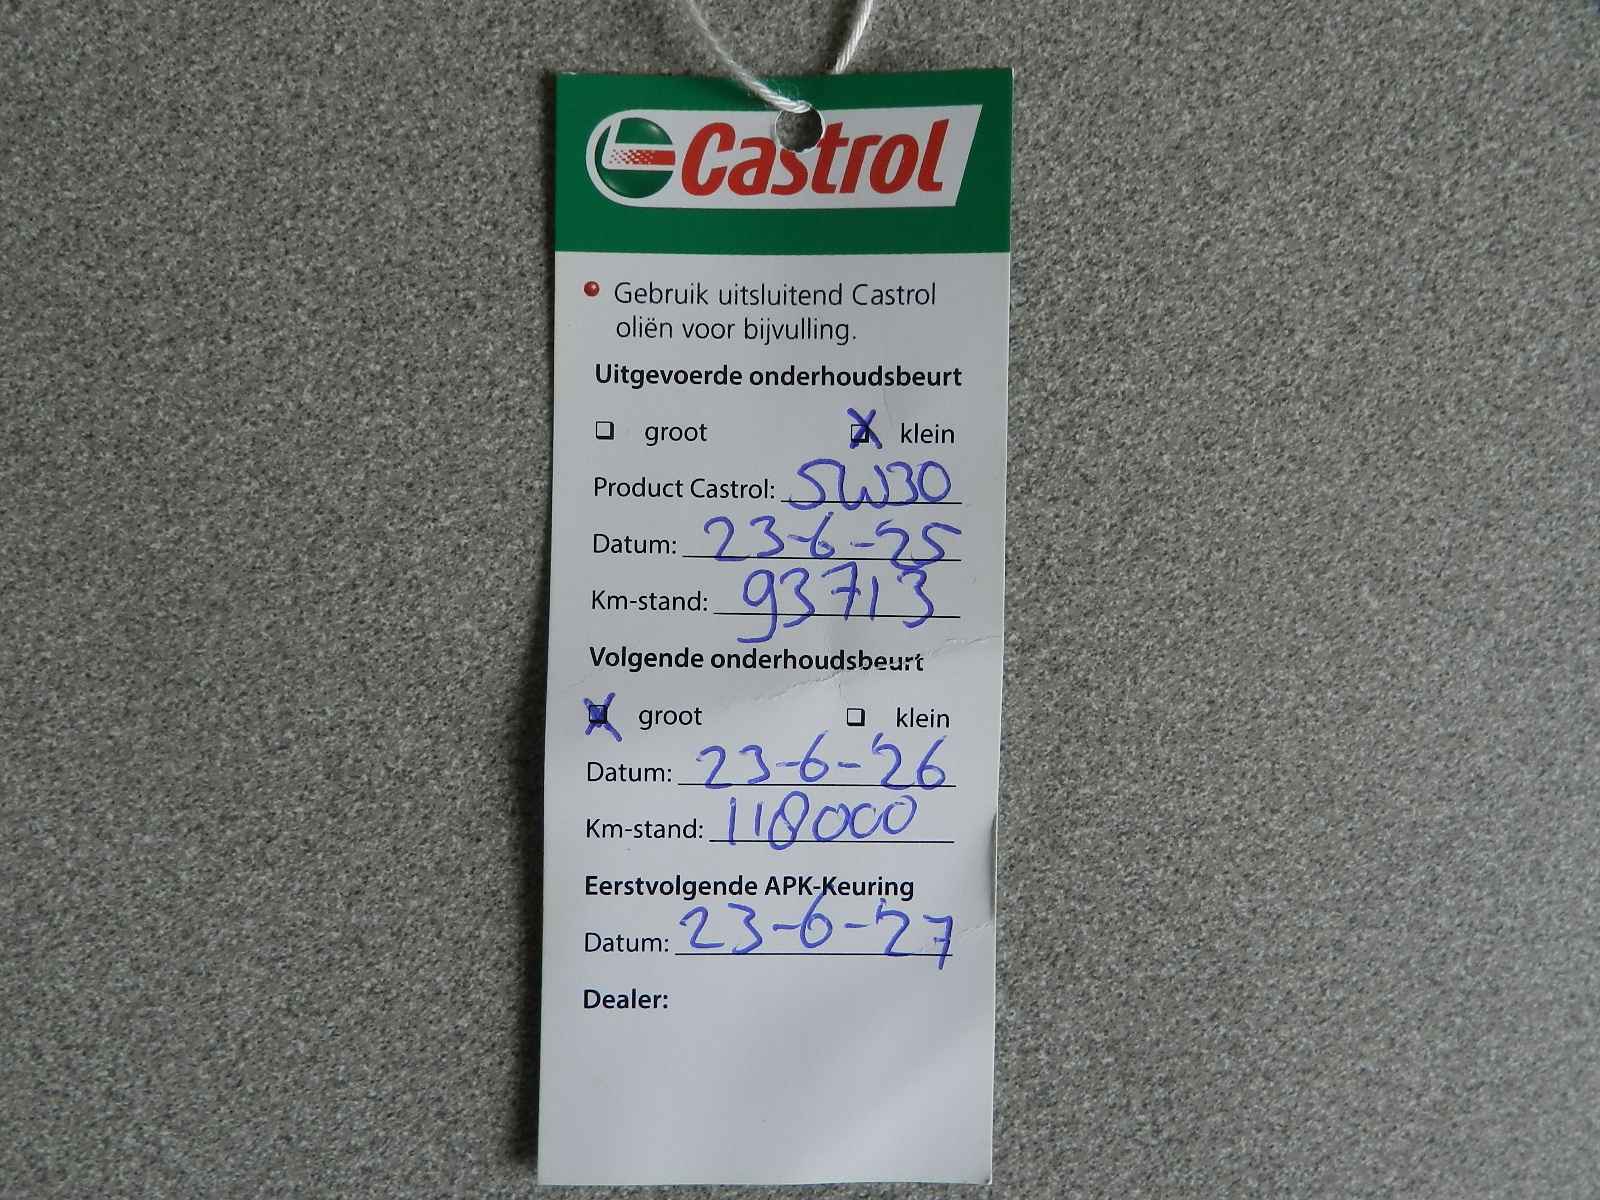 Castrol
Gebruik uitsluitend Castrol
oliën voor bijvulling.
Uitgevoerde onderhoudsbeurt
groot klein
Product Castrol: 5W30
Datum: 23-6-'25
Km-stand: 93713
Volgende onderhoudsbeurt
groot klein
Datum: 23-6-'26
Km-stand: 118000
Eerstvolgende APK-Keuring
Datum: 23-6-'27
Dealer: